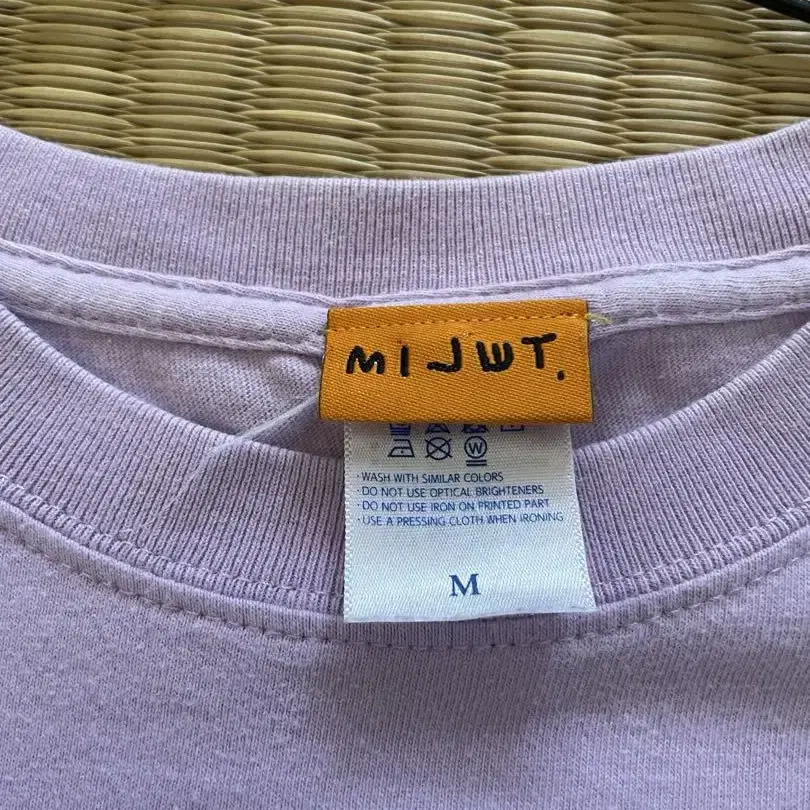 MIJWT.
W
· WASH WITH SIMILAR COLORS
· DO NOT USE OPTICAL BRIGHTENERS
· DO NOT USE IRON ON PRINTED PART
· USE A PRESSING CLOTH WHEN IRONING
M